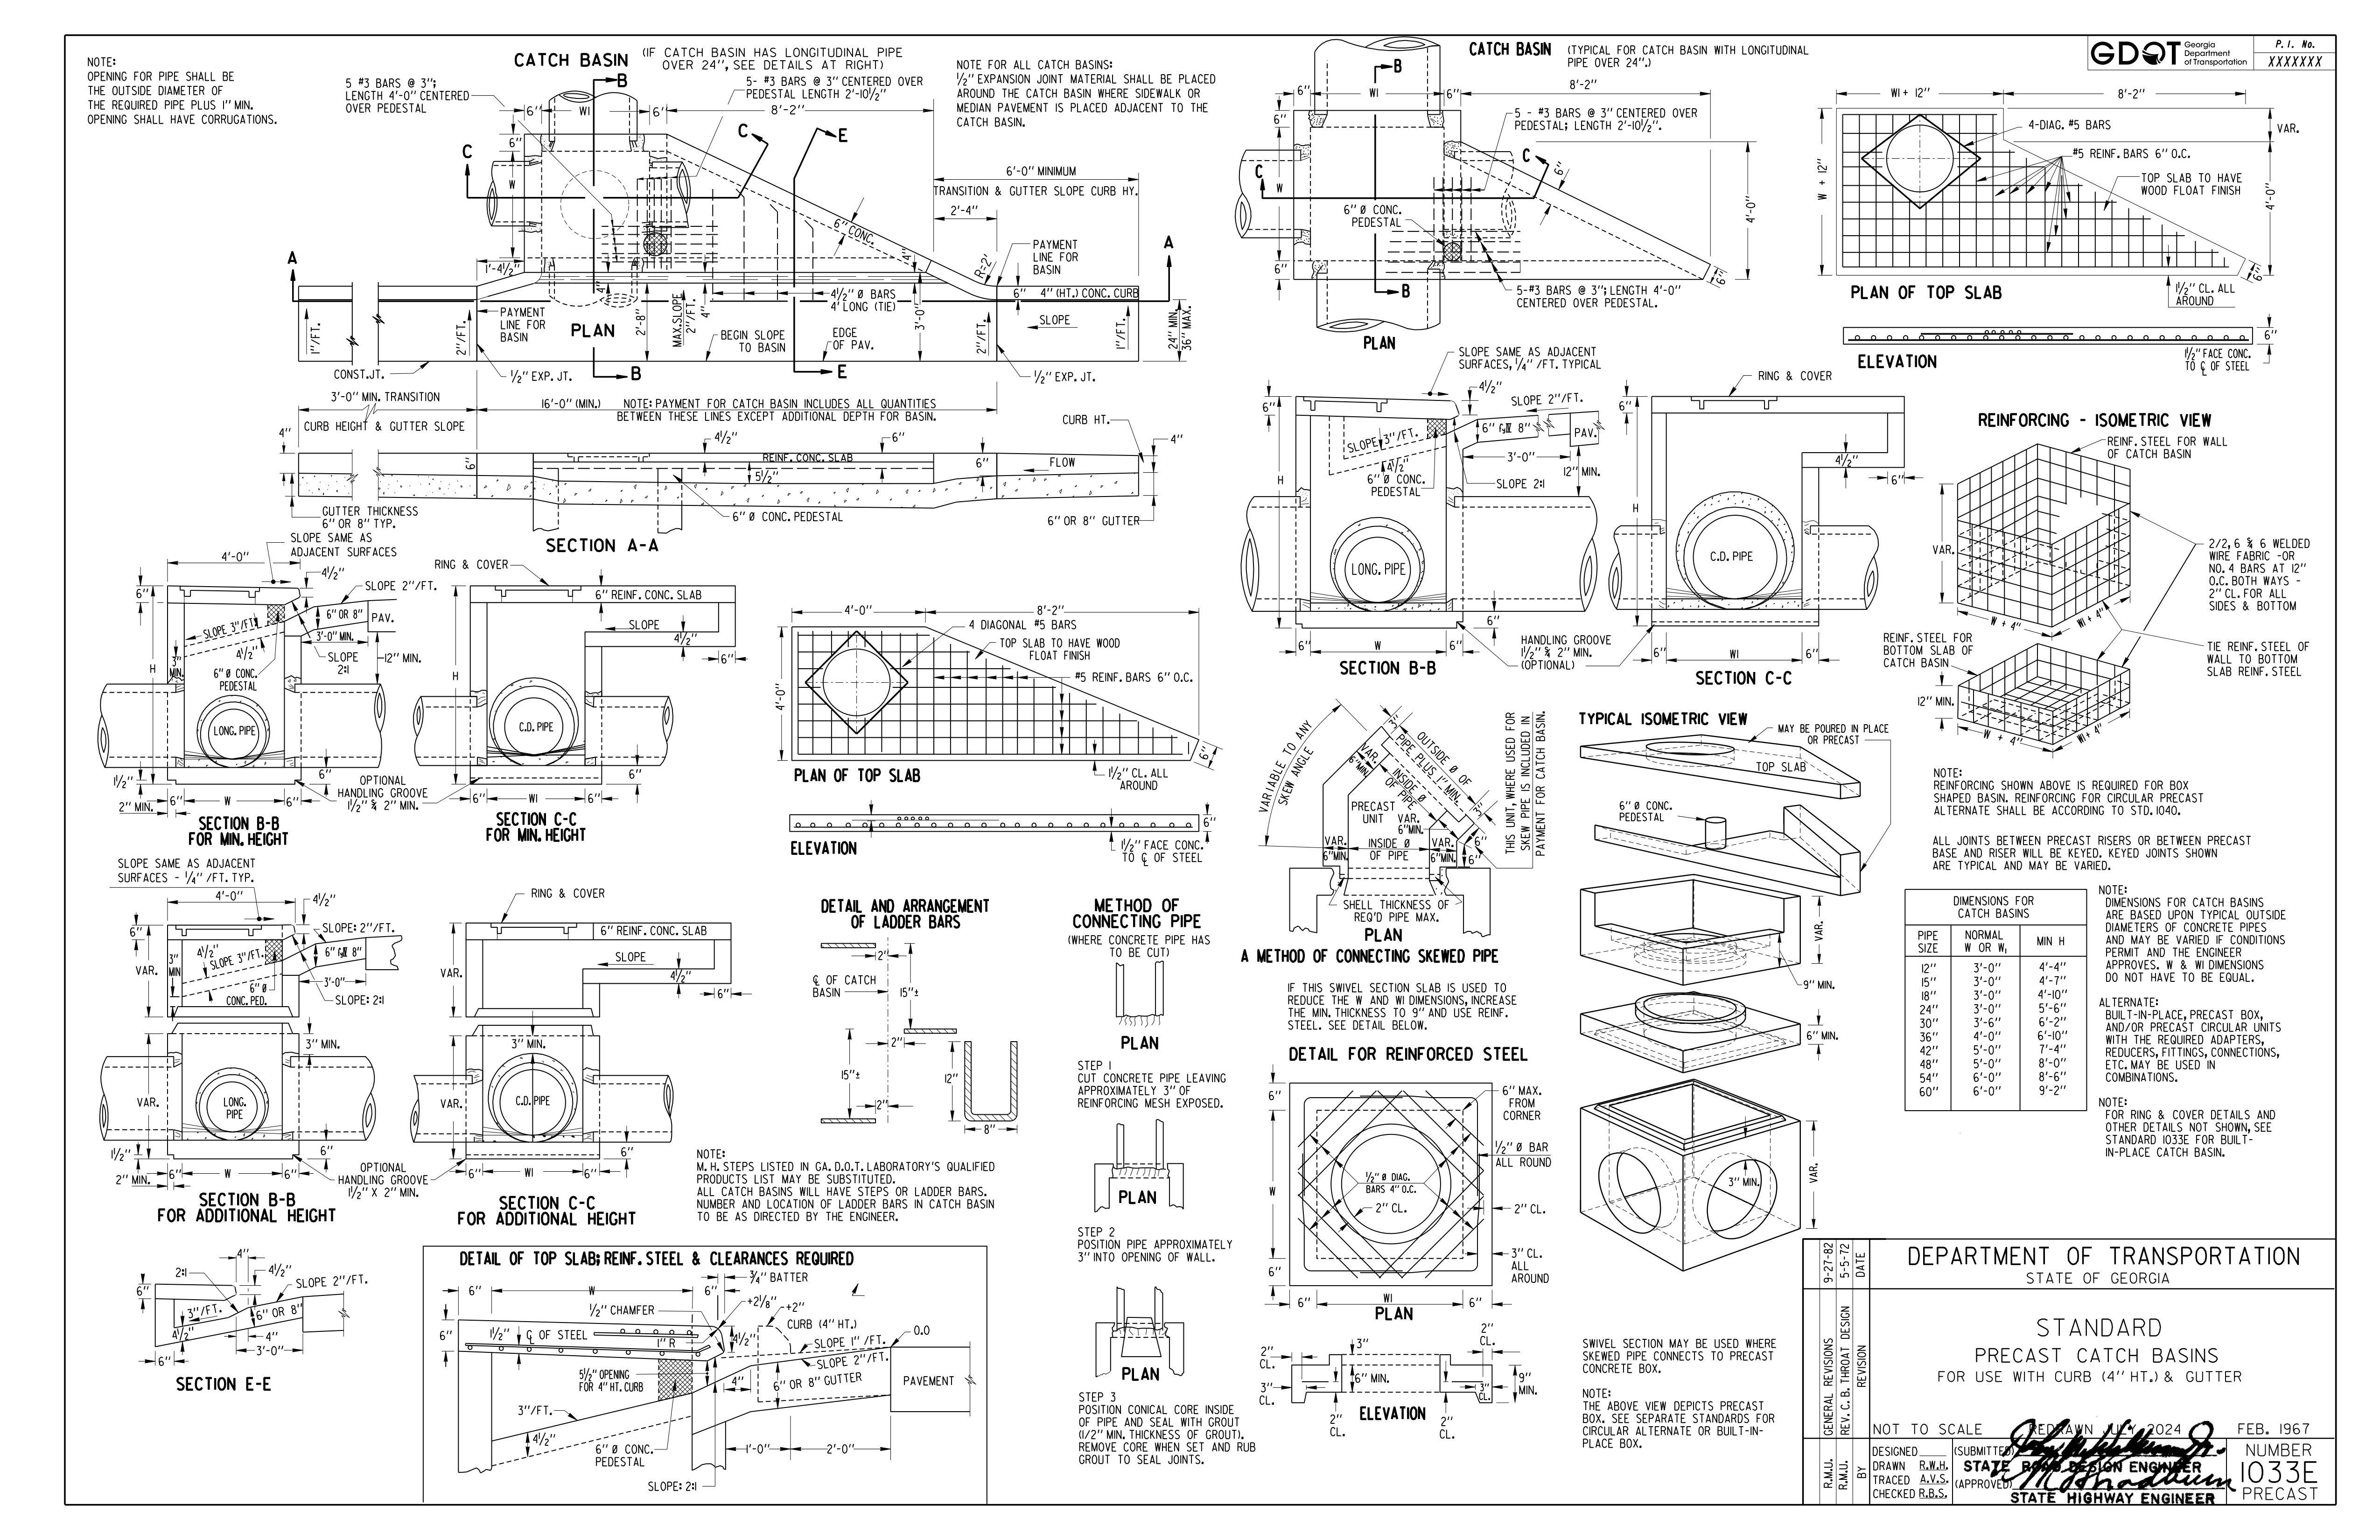 NOTE:
OPENING FOR PIPE SHALL BE
THE OUTSIDE DIAMETER OF
THE REQUIRED PIPE PLUS 1" MIN.
OPENING SHALL HAVE CORRUGATIONS.
5 #3 BARS @ 3";
LENGTH 4'-0" CENTERED
OVER PEDESTAL
CATCH BASIN
(IF CATCH BASIN HAS LONGITUDINAL PIPE
OVER 24", SEE DETAILS AT RIGHT)
5- #3 BARS @ 3" CENTERED OVER
PEDESTAL LENGTH 2'-10½"
8'-2"
NOTE FOR ALL CATCH BASINS:
½" EXPANSION JOINT MATERIAL SHALL BE PLACED
AROUND THE CATCH BASIN WHERE SIDEWALK OR
MEDIAN PAVEMENT IS PLACED ADJACENT TO THE
CATCH BASIN.
B
6"
W1
6"
C
E
C
6"
W
6'-0" MINIMUM
TRANSITION & GUTTER SLOPE CURB HY.
2'-4"
6" CONC.
4"
R=2'
PAYMENT
LINE FOR
BASIN
A
A
1'-4½"
6"
4" (HT.) CONC. CURB
4½" Ø BARS
4' LONG (TIE)
PAYMENT
LINE FOR
BASIN
PLAN
4"
2'-8"
MAX.SLOPE
2"/FT.
4"
BEGIN SLOPE
TO BASIN
EDGE
OF PAV.
3'-0"
SLOPE
1"/FT.
2"/FT.
2"/FT.
1"/FT.
24" MIN.
36" MAX.
CONST.JT.
½" EXP. JT.
B
E
½" EXP. JT.
3'-0" MIN. TRANSITION
CURB HEIGHT & GUTTER SLOPE
16'-0" (MIN.)
NOTE: PAYMENT FOR CATCH BASIN INCLUDES ALL QUANTITIES
BETWEEN THESE LINES EXCEPT ADDITIONAL DEPTH FOR BASIN.
CURB HT.
4"
6"
4½"
REINF. CONC. SLAB
5½"
6"
6"
FLOW
4"
GUTTER THICKNESS
6" OR 8" TYP.
6" Ø CONC. PEDESTAL
6" OR 8" GUTTER
SECTION A-A
SLOPE SAME AS
ADJACENT SURFACES
4'-0"
4½"
SLOPE 2"/FT.
6"
6" OR 8"
PAV.
SLOPE 3"/FT.
3'-0" MIN.
4½"
SLOPE
2:1
12" MIN.
3"
MIN.
H
6" Ø CONC.
PEDESTAL
LONG. PIPE
1½"
2" MIN.
6"
W
6"
6"
OPTIONAL
HANDLING GROOVE
1½" & 2" MIN.
SECTION B-B
FOR MIN. HEIGHT
RING & COVER
6" REINF. CONC. SLAB
SLOPE
4½"
6"
H
C.D. PIPE
6"
W1
6"
6"
SECTION C-C
FOR MIN. HEIGHT
4'-0"
8'-2"
4 DIAGONAL #5 BARS
TOP SLAB TO HAVE WOOD
FLOAT FINISH
#5 REINF. BARS 6" O.C.
4'-0"
6"
1½" CL. ALL
AROUND
PLAN OF TOP SLAB
6"
ELEVATION
1½" FACE CONC.
TO ℄ OF STEEL
SLOPE SAME AS ADJACENT
SURFACES - ¼" /FT. TYP.
4'-0"
4½"
SLOPE: 2"/FT.
6"
VAR.
3"
MIN
4½"
SLOPE 3"/FT.
6" Ø
CONC. PED.
3'-0"
SLOPE: 2:1
3" MIN.
VAR.
LONG.
PIPE
1½"
2" MIN.
6"
W
6"
6"
OPTIONAL
HANDLING GROOVE
1½" X 2" MIN.
SECTION B-B
FOR ADDITIONAL HEIGHT
RING & COVER
6" REINF. CONC. SLAB
SLOPE
4½"
6"
VAR.
3" MIN.
VAR.
C.D. PIPE
6"
W1
6"
6"
SECTION C-C
FOR ADDITIONAL HEIGHT
DETAIL AND ARRANGEMENT
OF LADDER BARS
2"
℄ OF CATCH
BASIN
15"±
2"
15"±
2"
12"
8"
NOTE:
M. H. STEPS LISTED IN GA. D.O.T. LABORATORY'S QUALIFIED
PRODUCTS LIST MAY BE SUBSTITUTED.
ALL CATCH BASINS WILL HAVE STEPS OR LADDER BARS.
NUMBER AND LOCATION OF LADDER BARS IN CATCH BASIN
TO BE AS DIRECTED BY THE ENGINEER.
METHOD OF
CONNECTING PIPE
(WHERE CONCRETE PIPE HAS
TO BE CUT)
PLAN
STEP 1
CUT CONCRETE PIPE LEAVING
APPROXIMATELY 3" OF
REINFORCING MESH EXPOSED.
PLAN
STEP 2
POSITION PIPE APPROXIMATELY
3" INTO OPENING OF WALL.
PLAN
STEP 3
POSITION CONICAL CORE INSIDE
OF PIPE AND SEAL WITH GROUT
(1/2" MIN. THICKNESS OF GROUT).
REMOVE CORE WHEN SET AND RUB
GROUT TO SEAL JOINTS.
4"
2:1
4½"
SLOPE 2"/FT.
6"
3"/FT.
6" OR 8"
4½"
4"
3'-0"
6"
SECTION E-E
DETAIL OF TOP SLAB; REINF. STEEL & CLEARANCES REQUIRED
¾" BATTER
6"
W
6"
½" CHAMFER
+2⅛"
+2"
CURB (4" HT.)
0.0
6"
1½"
℄ OF STEEL
1" R
4½"
SLOPE 1" /FT.
SLOPE 2"/FT.
5½" OPENING
FOR 4" HT. CURB
4"
6" OR 8" GUTTER
PAVEMENT
3"/FT.
4½"
6" Ø CONC.
PEDESTAL
1'-0"
2'-0"
SLOPE: 2:1
CATCH BASIN
(TYPICAL FOR CATCH BASIN WITH LONGITUDINAL
PIPE OVER 24".)
B
8'-2"
6"
W1
6"
6"
5 - #3 BARS @ 3" CENTERED OVER
PEDESTAL; LENGTH 2'-10½".
C
C
6"
W
6" Ø CONC.
PEDESTAL
4'-0"
6"
6"
B
5-#3 BARS @ 3"; LENGTH 4'-0"
CENTERED OVER PEDESTAL.
PLAN
GDOT
Georgia
Department
of Transportation
P. I. No.
XXXXXXX
W1 + 12"
8'-2"
4-DIAG. #5 BARS
VAR.
#5 REINF. BARS 6" O.C.
W + 12"
TOP SLAB TO HAVE
WOOD FLOAT FINISH
4'-0"
6"
PLAN OF TOP SLAB
1½" CL. ALL
AROUND
6"
ELEVATION
1½" FACE CONC.
TO ℄ OF STEEL
SLOPE SAME AS ADJACENT
SURFACES, ¼" /FT. TYPICAL
4½"
SLOPE 2"/FT.
6"
PAV.
SLOPE 3"/FT.
4½"
3'-0"
12" MIN.
6" Ø CONC.
PEDESTAL
SLOPE 2:1
H
LONG. PIPE
6"
W
6"
6"
SECTION B-B
HANDLING GROOVE
1½" & 2" MIN.
(OPTIONAL)
RING & COVER
6"
4½"
6"
H
C.D. PIPE
6"
W1
6"
6"
SECTION C-C
REINFORCING - ISOMETRIC VIEW
REINF. STEEL FOR WALL
OF CATCH BASIN
VAR.
2/2, 6 & 6 WELDED
WIRE FABRIC -OR
NO. 4 BARS AT 12"
O.C. BOTH WAYS -
2" CL. FOR ALL
SIDES & BOTTOM
W + 4"
W1+ 4"
REINF. STEEL FOR
BOTTOM SLAB OF
CATCH BASIN
TIE REINF. STEEL OF
WALL TO BOTTOM
SLAB REINF. STEEL
12" MIN.
W + 4"
W1+ 4"
NOTE:
REINFORCING SHOWN ABOVE IS REQUIRED FOR BOX
SHAPED BASIN. REINFORCING FOR CIRCULAR PRECAST
ALTERNATE SHALL BE ACCORDING TO STD. 1040.
ALL JOINTS BETWEEN PRECAST RISERS OR BETWEEN PRECAST
BASE AND RISER WILL BE KEYED. KEYED JOINTS SHOWN
ARE TYPICAL AND MAY BE VARIED.
VARIABLE TO ANY
SKEW ANGLE
3"
OUTSIDE Ø OF
PIPE PLUS 1" MIN.
3"
VAR.
6"MIN.
INSIDE Ø
OF PIPE
PRECAST
UNIT
VAR.
6"MIN.
VAR.
6"MIN.
INSIDE Ø
OF PIPE
VAR.
6"MIN.
6"
6"
THIS UNIT, WHERE USED FOR
SKEW PIPE IS INCLUDED IN
PAYMENT FOR CATCH BASIN.
SHELL THICKNESS OF
REQ'D PIPE MAX.
PLAN
A METHOD OF CONNECTING SKEWED PIPE
IF THIS SWIVEL SECTION SLAB IS USED TO
REDUCE THE W AND W1 DIMENSIONS, INCREASE
THE MIN. THICKNESS TO 9" AND USE REINF.
STEEL. SEE DETAIL BELOW.
DETAIL FOR REINFORCED STEEL
6"
6" MAX.
FROM
CORNER
½" Ø BAR
ALL ROUND
½" Ø DIAG.
BARS 4" O.C.
W
2" CL.
2" CL.
3" CL.
ALL
AROUND
6"
6"
W1
6"
PLAN
2"
CL.
3"
2"
CL.
6" MIN.
9"
MIN.
3"
CL.
3"
CL.
2"
CL.
2"
CL.
ELEVATION
TYPICAL ISOMETRIC VIEW
MAY BE POURED IN PLACE
OR PRECAST
TOP SLAB
6" Ø CONC.
PEDESTAL
VAR.
9" MIN.
6" MIN.
3" MIN.
VAR.
SWIVEL SECTION MAY BE USED WHERE
SKEWED PIPE CONNECTS TO PRECAST
CONCRETE BOX.
NOTE:
THE ABOVE VIEW DEPICTS PRECAST
BOX. SEE SEPARATE STANDARDS FOR
CIRCULAR ALTERNATE OR BUILT-IN-
PLACE BOX.
DIMENSIONS FOR
CATCH BASINS
PIPE SIZE NORMAL W OR W1 MIN H
12" 3'-0" 4'-4"
15" 3'-0" 4'-7"
18" 3'-0" 4'-10"
24" 3'-0" 5'-6"
30" 3'-6" 6'-2"
36" 4'-0" 6'-10"
42" 5'-0" 7'-4"
48" 5'-0" 8'-0"
54" 6'-0" 8'-6"
60" 6'-0" 9'-2"
NOTE:
DIMENSIONS FOR CATCH BASINS
ARE BASED UPON TYPICAL OUTSIDE
DIAMETERS OF CONCRETE PIPES
AND MAY BE VARIED IF CONDITIONS
PERMIT AND THE ENGINEER
APPROVES. W & W1 DIMENSIONS
DO NOT HAVE TO BE EQUAL.
ALTERNATE:
BUILT-IN-PLACE, PRECAST BOX,
AND/OR PRECAST CIRCULAR UNITS
WITH THE REQUIRED ADAPTERS,
REDUCERS, FITTINGS, CONNECTIONS,
ETC. MAY BE USED IN
COMBINATIONS.
NOTE:
FOR RING & COVER DETAILS AND
OTHER DETAILS NOT SHOWN, SEE
STANDARD 1033E FOR BUILT-
IN-PLACE CATCH BASIN.
9-27-82
5-5-72
DATE
GENERAL REVISIONS
REV. C. B. THROAT DESIGN
REVISION
R.M.U.
R.M.U.
BY
DEPARTMENT OF TRANSPORTATION
STATE OF GEORGIA
STANDARD
PRECAST CATCH BASINS
FOR USE WITH CURB (4" HT.) & GUTTER
NOT TO SCALE
REDRAWN JULY 2024
FEB. 1967
DESIGNED
DRAWN R.W.H.
TRACED A.V.S.
CHECKED R.B.S.
(SUBMITTED)
STATE ROAD DESIGN ENGINEER
(APPROVED)
STATE HIGHWAY ENGINEER
NUMBER
1033E
PRECAST